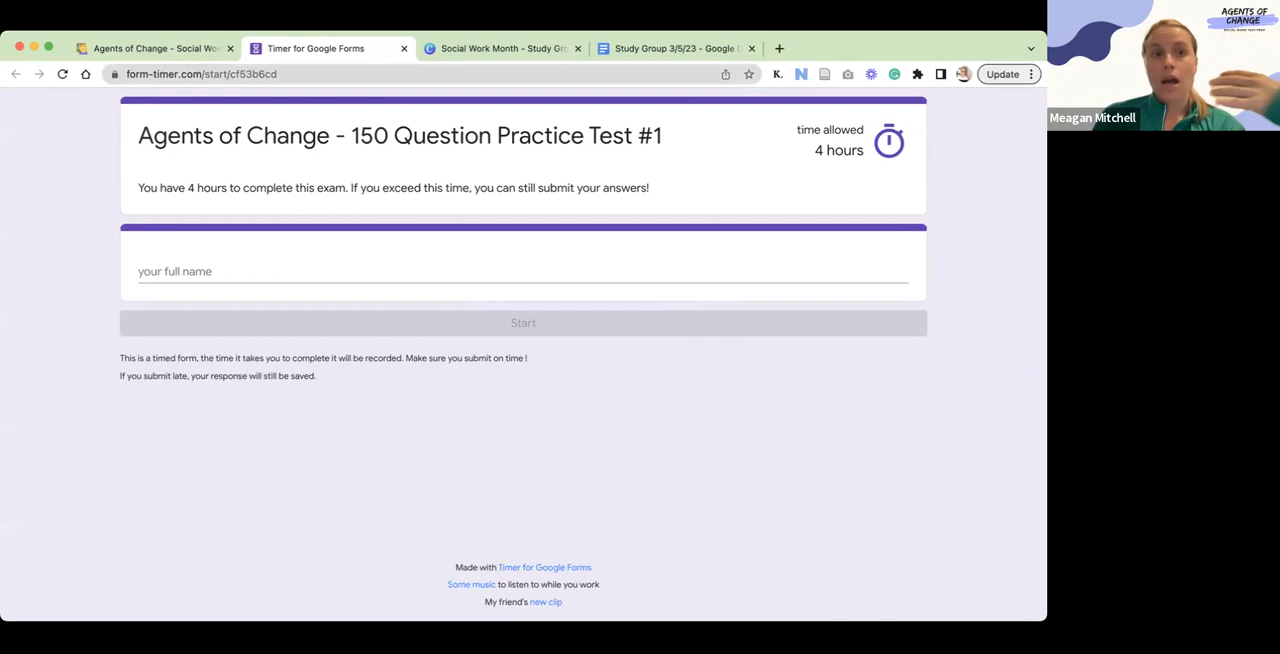 Agents of Change - Social Wo
Timer for Google Forms
Social Work Month - Study Gr
Study Group 3/5/23 - Google D
form-timer.com/start/cf53b6cd
K.
N
Update
Agents of Change - 150 Question Practice Test #1
time allowed
4 hours
You have 4 hours to complete this exam. If you exceed this time, you can still submit your answers!
your full name
Start
This is a timed form, the time it takes you to complete it will be recorded. Make sure you submit on time !
If you submit late, your response will still be saved.
Made with Timer for Google Forms
Some music to listen to while you work
My friend's new clip
AGENTS OF
CHANGE
SOCIAL WORK TEST PREP
Meagan Mitchell